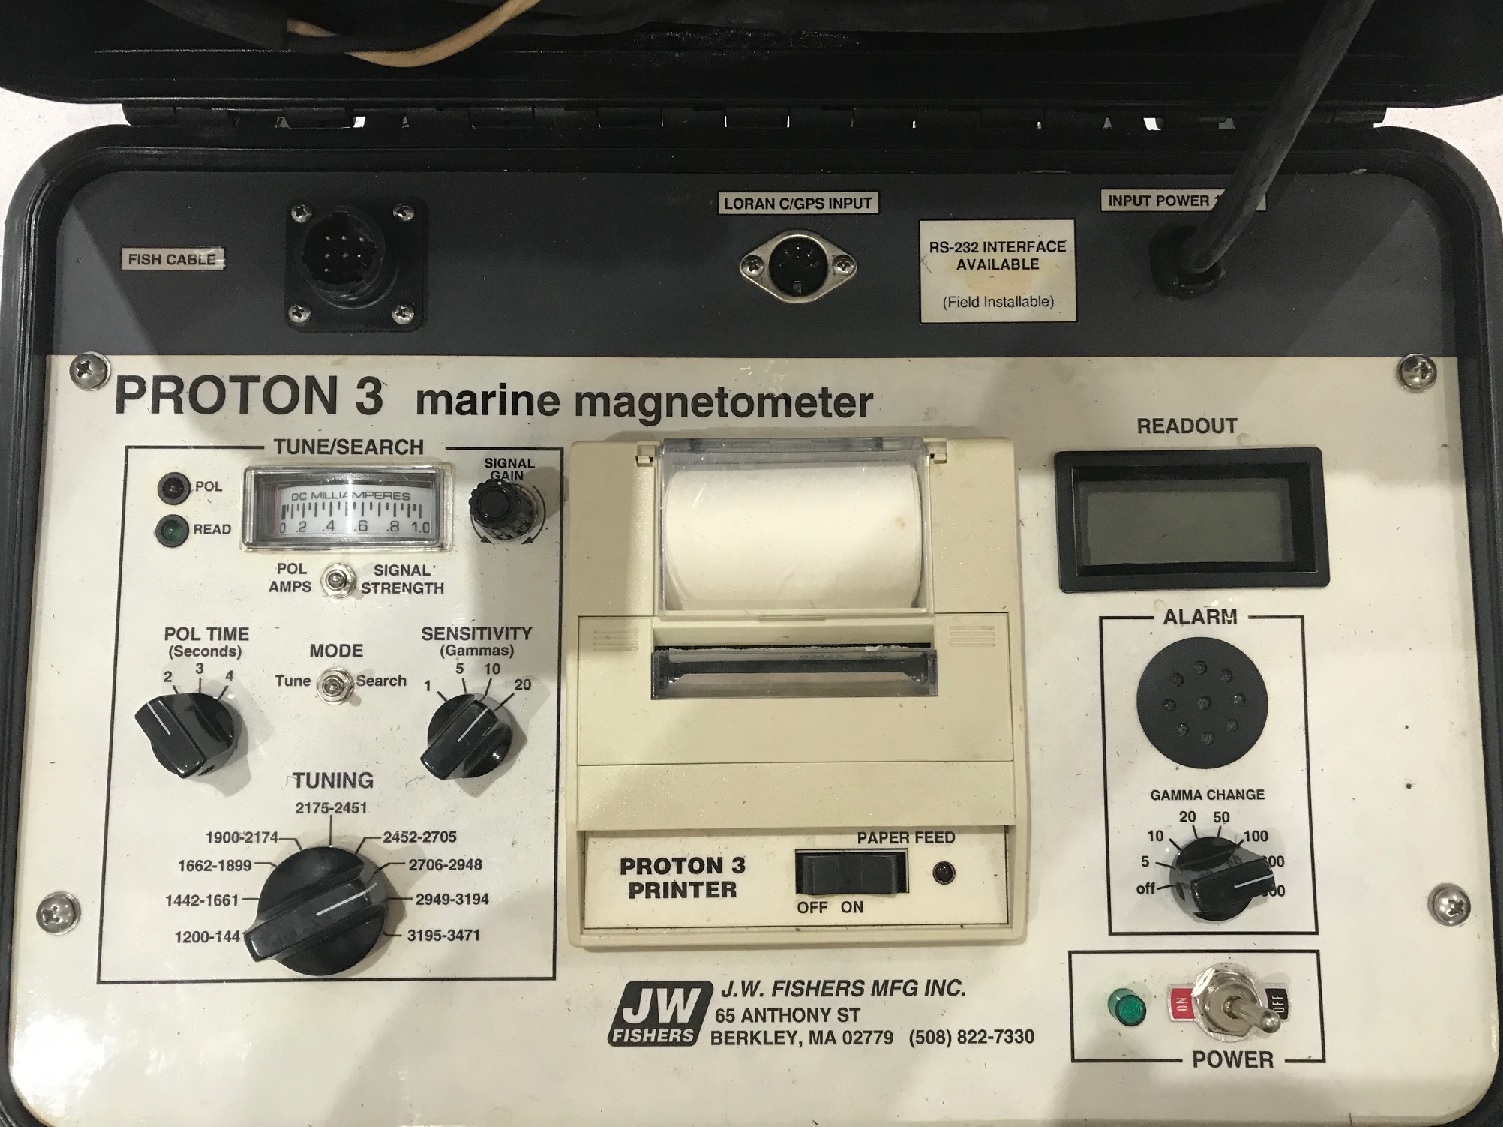 FISH CABLE
LORAN C/GPS INPUT
RS-232 INTERFACE
AVAILABLE
(Field Installable)
INPUT POWER
PROTON 3 marine magnetometer
TUNE/SEARCH
POL
READ
DC MILLIAMPERES
0 .2 .4 .6 .8 1.0
SIGNAL
GAIN
POL
AMPS
SIGNAL
STRENGTH
POL TIME
(Seconds)
2 3 4
MODE
Tune Search
SENSITIVITY
(Gammas)
1 5 10 20
TUNING
2175-2451
1900-2174
2452-2705
1662-1899
2706-2948
1442-1661
2949-3194
1200-144
3195-3471
PAPER FEED
PROTON 3
PRINTER
OFF ON
JW
FISHERS
J.W. FISHERS MFG INC.
65 ANTHONY ST
BERKLEY, MA 02779 (508) 822-7330
READOUT
ALARM
GAMMA CHANGE
20 50
10 100
5
off
ON
OFF
POWER